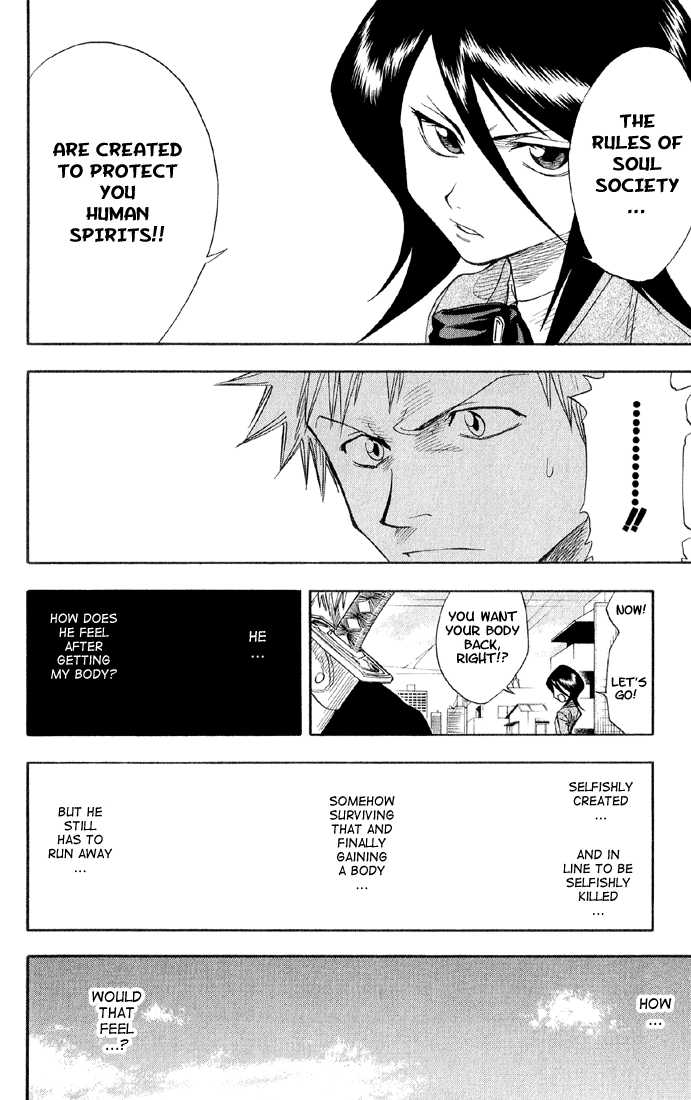 THE
RULES OF
SOUL
SOCIETY
...
ARE CREATED
TO PROTECT
YOU
HUMAN
SPIRITS!!
.........!!
NOW!
LET'S
GO!
YOU WANT
YOUR BODY
BACK,
RIGHT!?
HE
...
HOW DOES
HE FEEL
AFTER
GETTING
MY BODY?
SELFISHLY
CREATED
...
AND IN
LINE TO BE
SELFISHLY
KILLED
...
SOMEHOW
SURVIVING
THAT AND
FINALLY
GAINING
A BODY
...
BUT HE
STILL
HAS TO
RUN AWAY
...
HOW
...
WOULD
THAT
FEEL
...?